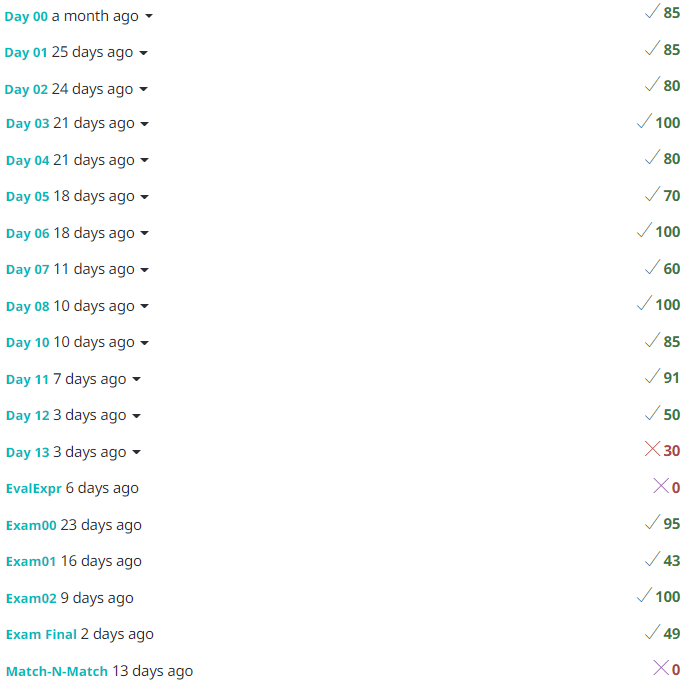 Day 00 a month ago 85
Day 01 25 days ago 85
Day 02 24 days ago 80
Day 03 21 days ago 100
Day 04 21 days ago 80
Day 05 18 days ago 70
Day 06 18 days ago 100
Day 07 11 days ago 60
Day 08 10 days ago 100
Day 10 10 days ago 85
Day 11 7 days ago 91
Day 12 3 days ago 50
Day 13 3 days ago 30
EvalExpr 6 days ago 0
Exam00 23 days ago 95
Exam01 16 days ago 43
Exam02 9 days ago 100
Exam Final 2 days ago 49
Match-N-Match 13 days ago 0